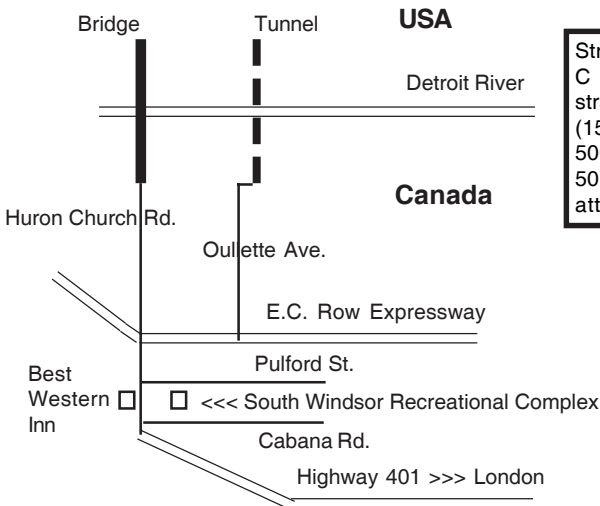 Bridge
Tunnel
USA
Detroit River
Canada
Huron Church Rd.
Oullette Ave.
E.C. Row Expressway
Pulford St.
Best
Western
Inn
<<< South Windsor Recreational Complex
Cabana Rd.
Highway 401 >>> London
C
(15